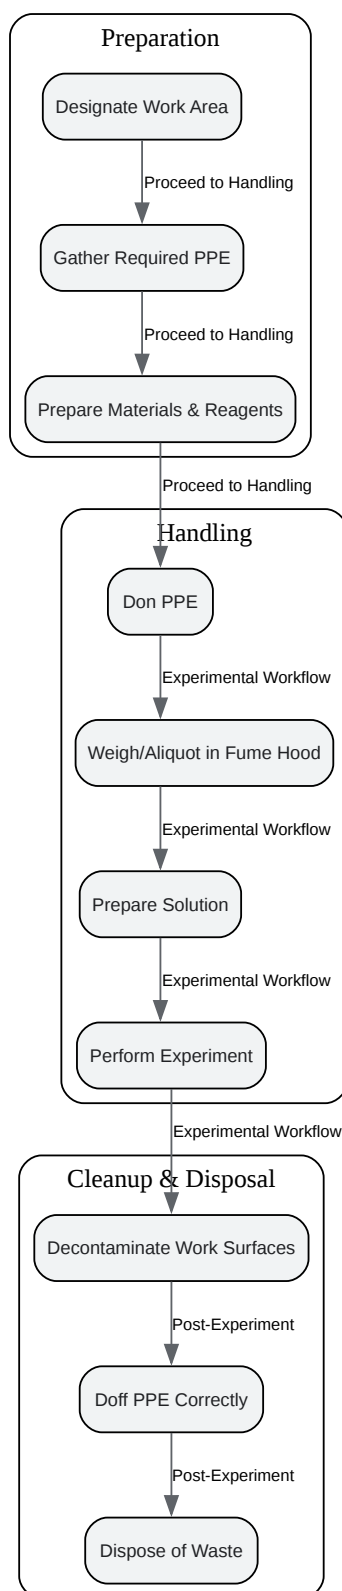 Preparation
Designate Work Area
Proceed to Handling
Gather Required PPE
Proceed to Handling
Prepare Materials & Reagents
Proceed to Handling
Handling
Don PPE
Experimental Workflow
Weigh/Aliquot in Fume Hood
Experimental Workflow
Prepare Solution
Experimental Workflow
Perform Experiment
Experimental Workflow
Cleanup & Disposal
Decontaminate Work Surfaces
Post-Experiment
Doff PPE Correctly
Post-Experiment
Dispose of Waste